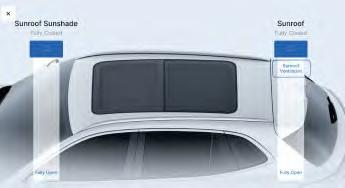 ×
Sunroof Sunshade
Fully Closed
Fully Open
Sunroof
Fully Closed
Sunroof
Ventilation
Fully Open